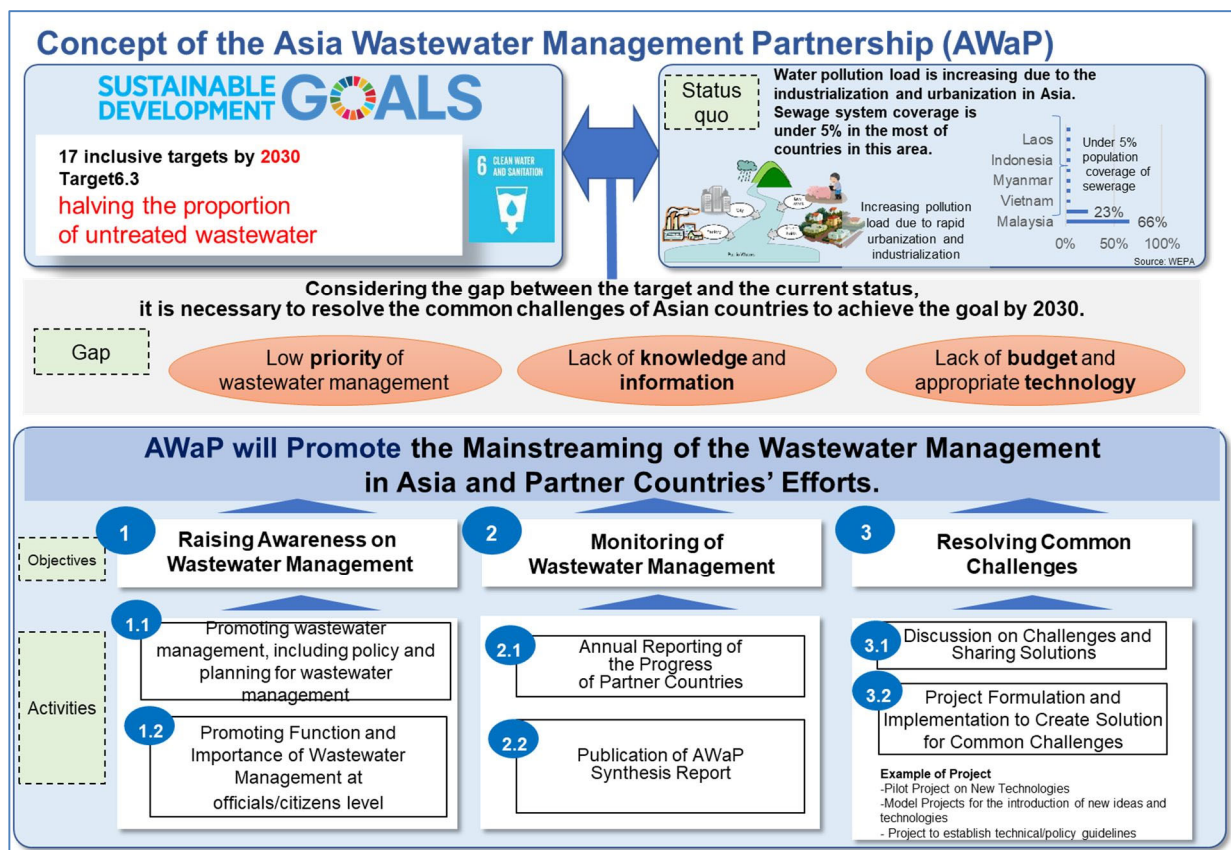 Concept of the Asia Wastewater Management Partnership (AWaP)
SUSTAINABLE
DEVELOPMENT
GOALS
17 inclusive targets by 2030
Target6.3
halving the proportion
of untreated wastewater
6 CLEAN WATER
AND SANITATION
Status
quo
Water pollution load is increasing due to the
industrialization and urbanization in Asia.
Sewage system coverage is
under 5% in the most of
countries in this area.
City
Factory
Increasing pollution
load due to rapid
urbanization and
industrialization
Laos
Indonesia
Myanmar
Vietnam
Malaysia
Under 5%
population
coverage of
sewerage
23%
66%
0% 50% 100%
Source: WEPA
Considering the gap between the target and the current status,
it is necessary to resolve the common challenges of Asian countries to achieve the goal by 2030.
Gap
Low priority of
wastewater management
Lack of knowledge and
information
Lack of budget and
appropriate technology
AWaP will Promote the Mainstreaming of the Wastewater Management
in Asia and Partner Countries' Efforts.
Objectives
1
Raising Awareness on
Wastewater Management
2
Monitoring of
Wastewater Management
3
Resolving Common
Challenges
Activities
1.1
Promoting wastewater
management, including policy and
planning for wastewater
management
1.2
Promoting Function and
Importance of Wastewater
Management at
officials/citizens level
2.1
Annual Reporting of
the Progress
of Partner Countries
2.2
Publication of AWaP
Synthesis Report
3.1
Discussion on Challenges and
Sharing Solutions
3.2
Project Formulation and
Implementation to Create Solution
for Common Challenges
Example of Project
-Pilot Project on New Technologies
-Model Projects for the introduction of new ideas and
technologies
- Project to establish technical/policy guidelines